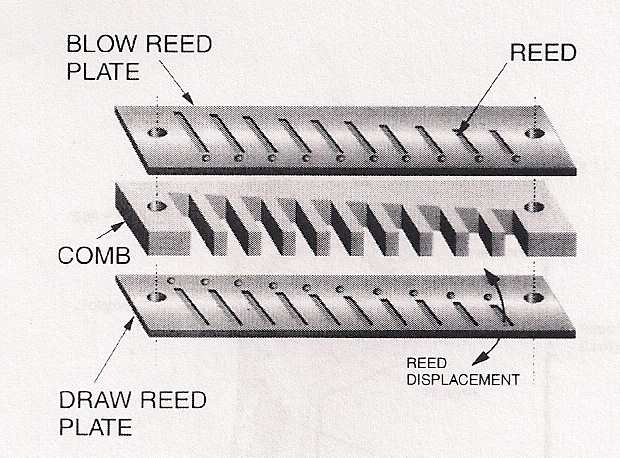 BLOW REED
PLATE
REED
COMB
REED
DISPLACEMENT
DRAW REED
PLATE